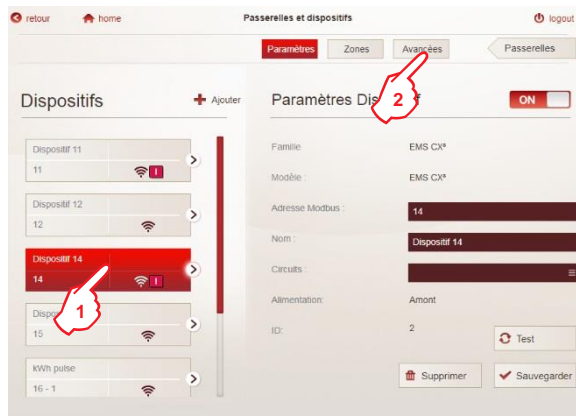 retour home Passerelles et dispositifs logout
Paramètres Zones Avancées Passerelles
Dispositifs Ajouter
Dispositif 11
11 I
Dispositif 12
12
Dispositif 14
14 I
15
kWh pulse
16 - 1
1
2
Paramètres Dis f ON
Famille EMS CX³
Modèle : EMS CX³
Adresse Modbus : 14
Nom : Dispositif 14
Circuits :
Alimentation: Amont
ID: 2
Test
Supprimer Sauvegarder